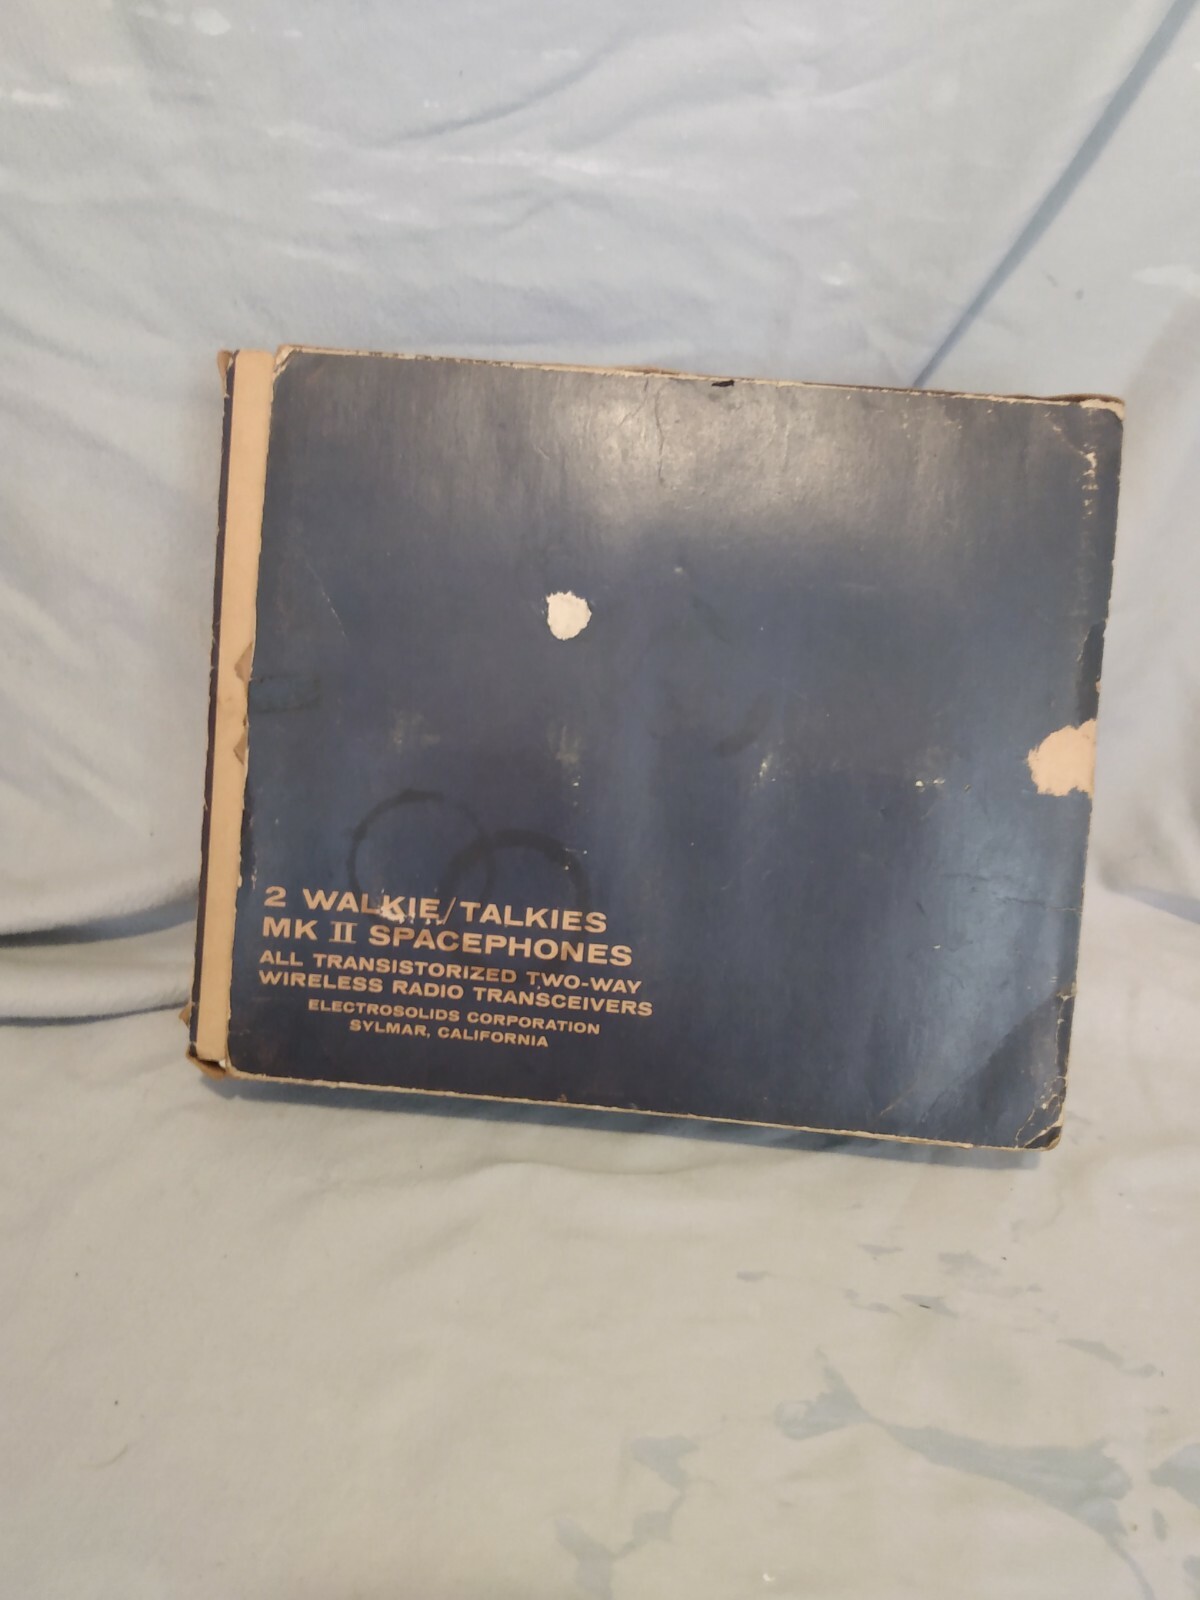 2 WALKIE/TALKIES
MK II SPACEPHONES
ALL TRANSISTORIZED TWO-WAY
WIRELESS RADIO TRANSCEIVERS
ELECTROSOLIDS CORPORATION
SYLMAR, CALIFORNIA